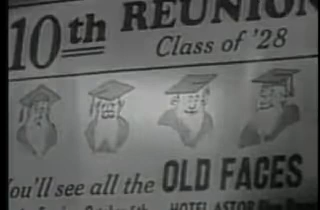 10th REUNION
Class of '28
You'll see all the OLD FACES
HOTEL ASTOR